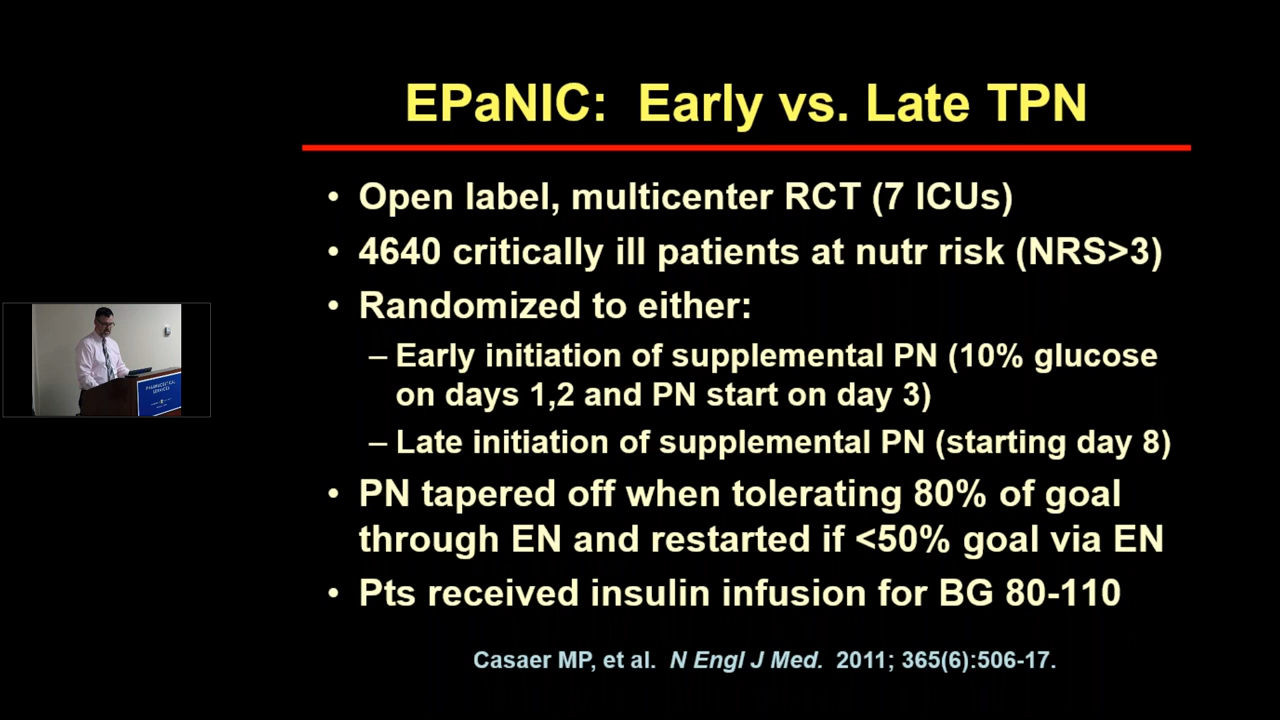 EPaNIC: Early vs. Late TPN
• Open label, multicenter RCT (7 ICUs)
• 4640 critically ill patients at nutr risk (NRS>3)
• Randomized to either:
– Early initiation of supplemental PN (10% glucose
on days 1,2 and PN start on day 3)
– Late initiation of supplemental PN (starting day 8)
• PN tapered off when tolerating 80% of goal
through EN and restarted if <50% goal via EN
• Pts received insulin infusion for BG 80-110
Casaer MP, et al. N Engl J Med. 2011; 365(6):506-17.
PHARMACEUTICAL
SERVICES